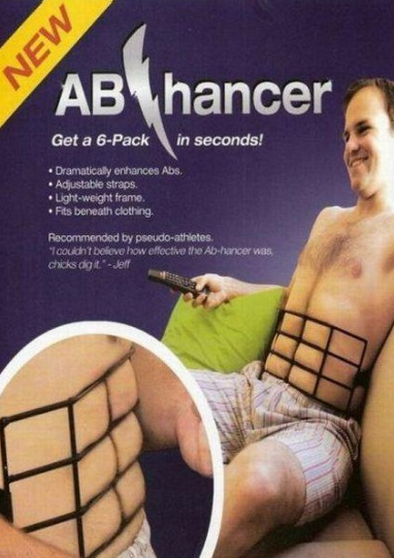 NEW
AB hancer
Get a 6-Pack in seconds!
• Dramatically enhances Abs.
• Adjustable straps.
• Light-weight frame.
• Fits beneath clothing.
Recommended by pseudo-athletes.
"I couldn't believe how effective the Ab-hancer was,
chicks dig it." - Jeff